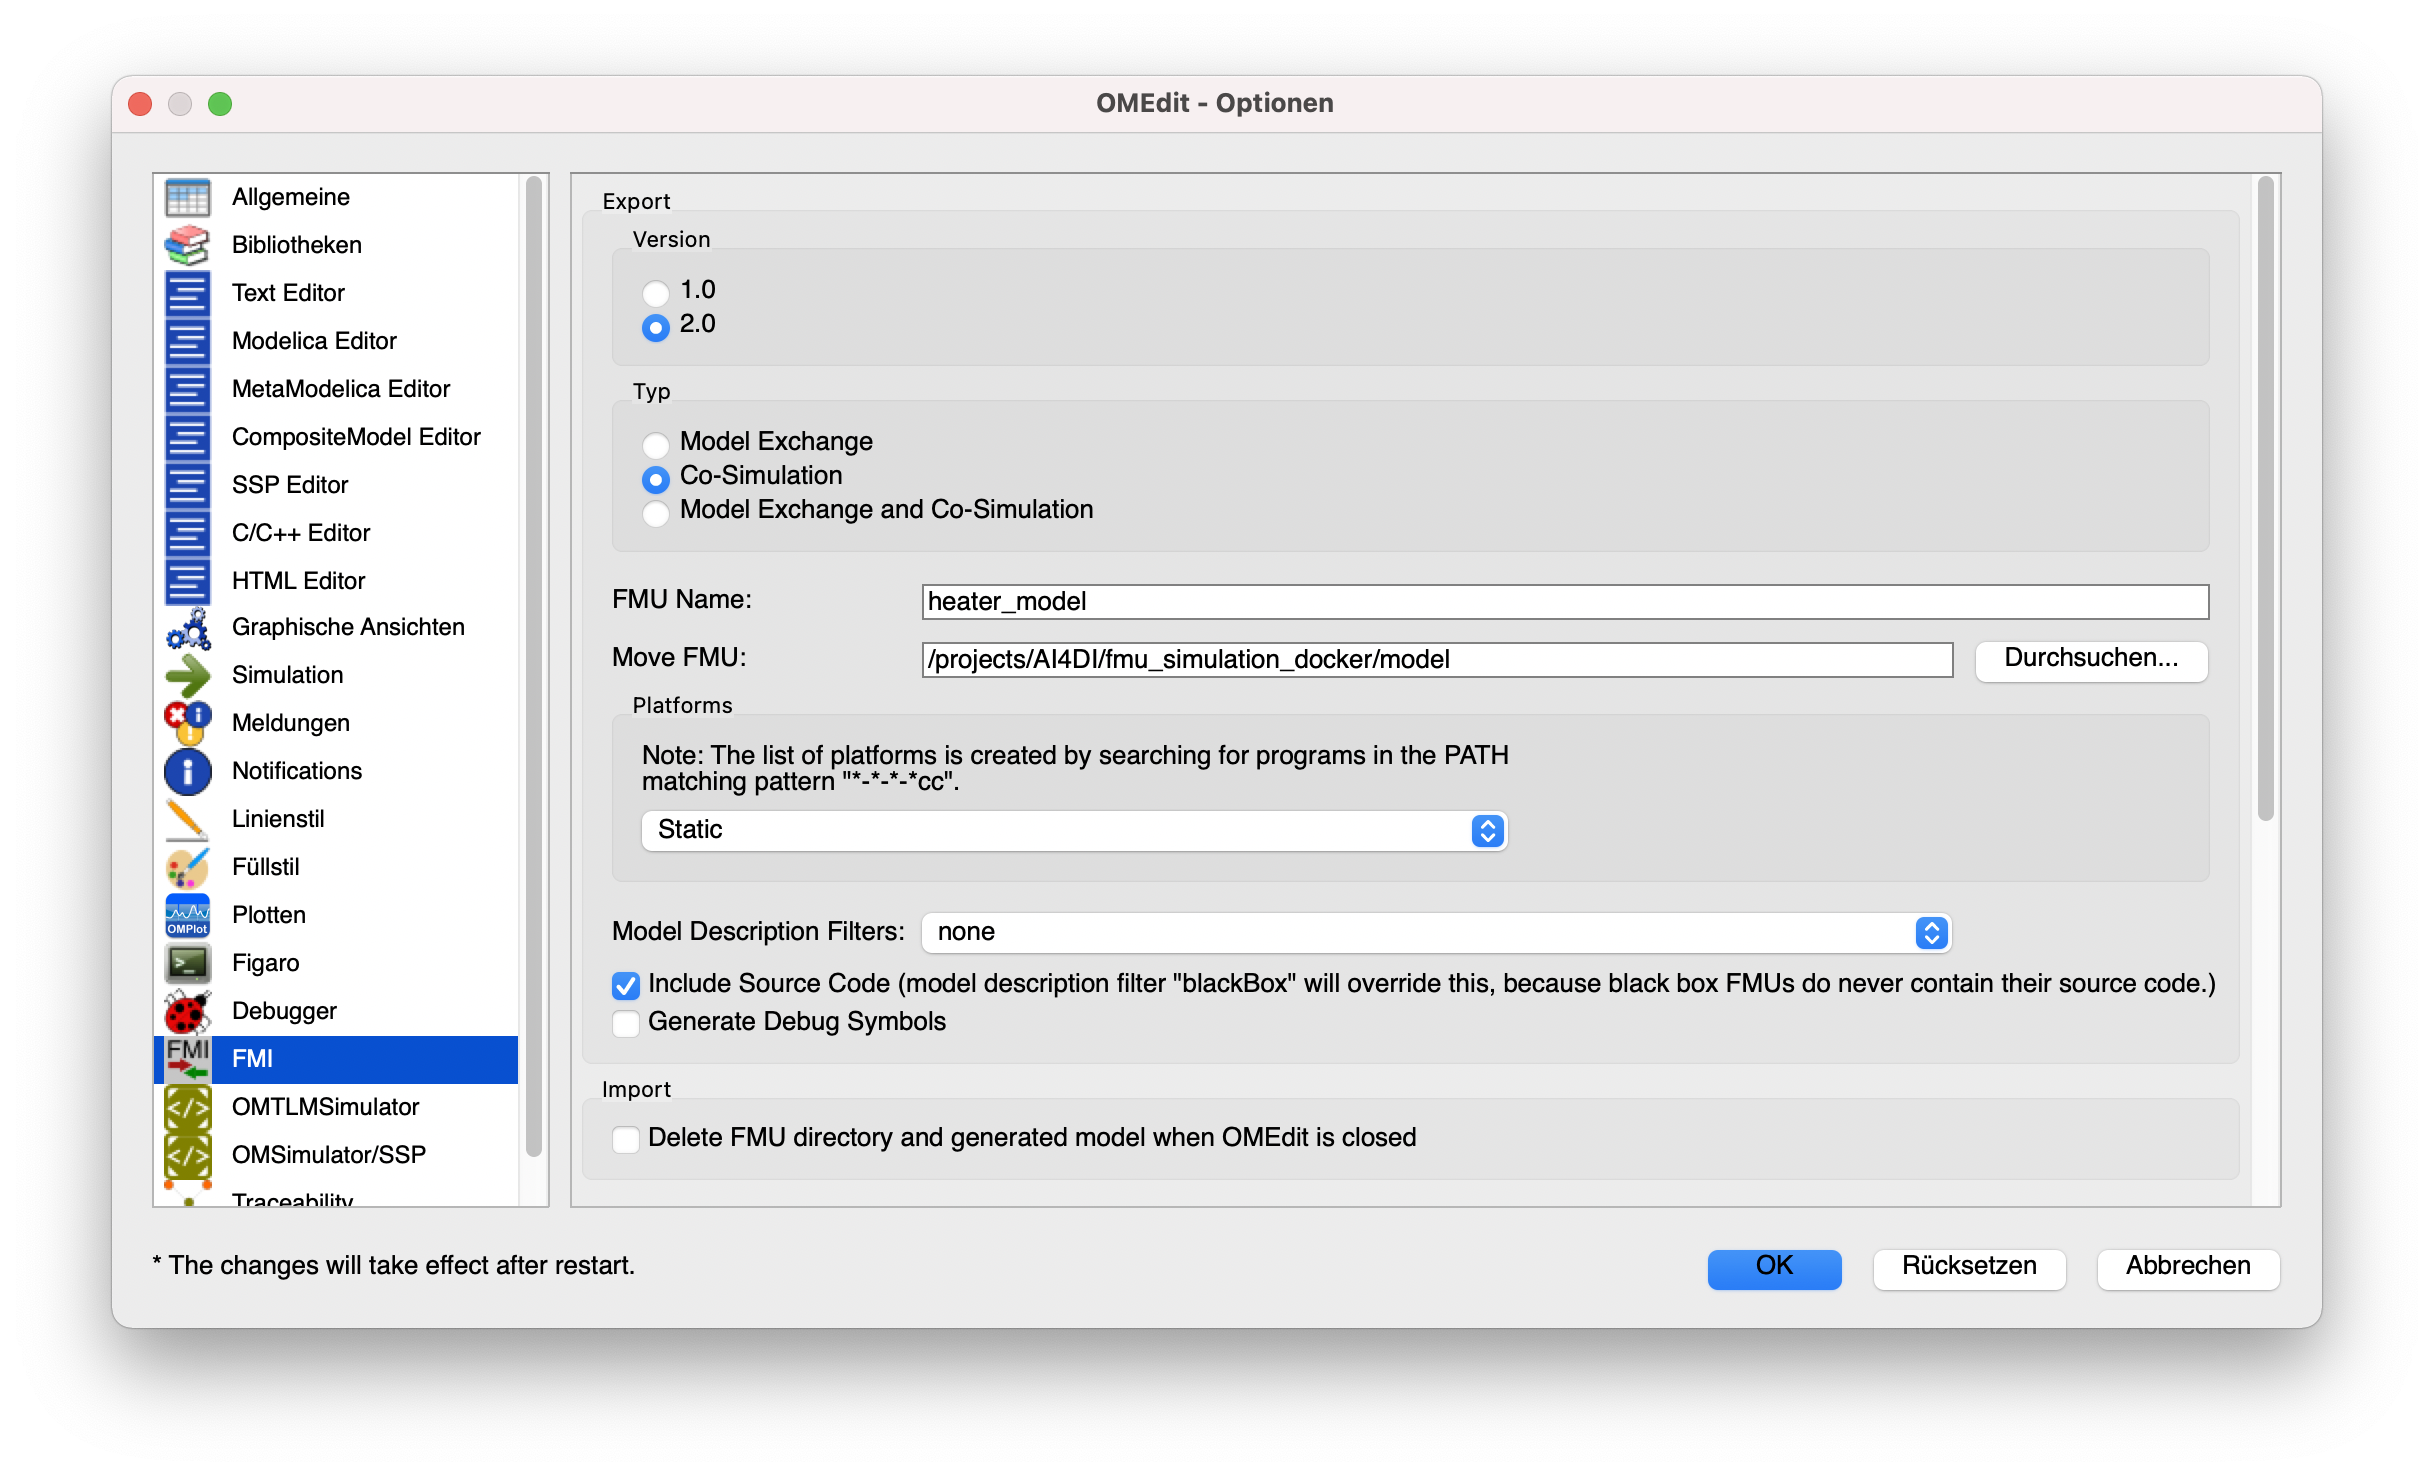 OMEdit - Optionen
Allgemeine
Bibliotheken
Text Editor
Modelica Editor
MetaModelica Editor
CompositeModel Editor
SSP Editor
C/C++ Editor
HTML Editor
Graphische Ansichten
Simulation
Meldungen
Notifications
Linienstil
Füllstil
OMPlot
Plotten
Figaro
Debugger
FMI
FMI
OMTLMSimulator
OMSimulator/SSP
Traceability
Export
Version
1.0
2.0
Typ
Model Exchange
Co-Simulation
Model Exchange and Co-Simulation
FMU Name:
heater_model
Move FMU:
/projects/AI4DI/fmu_simulation_docker/model
Durchsuchen...
Platforms
Note: The list of platforms is created by searching for programs in the PATH
matching pattern "*-*-*-*cc".
Static
Model Description Filters:
none
Include Source Code (model description filter "blackBox" will override this, because black box FMUs do never contain their source code.)
Generate Debug Symbols
Import
Delete FMU directory and generated model when OMEdit is closed
* The changes will take effect after restart.
OK
Rücksetzen
Abbrechen